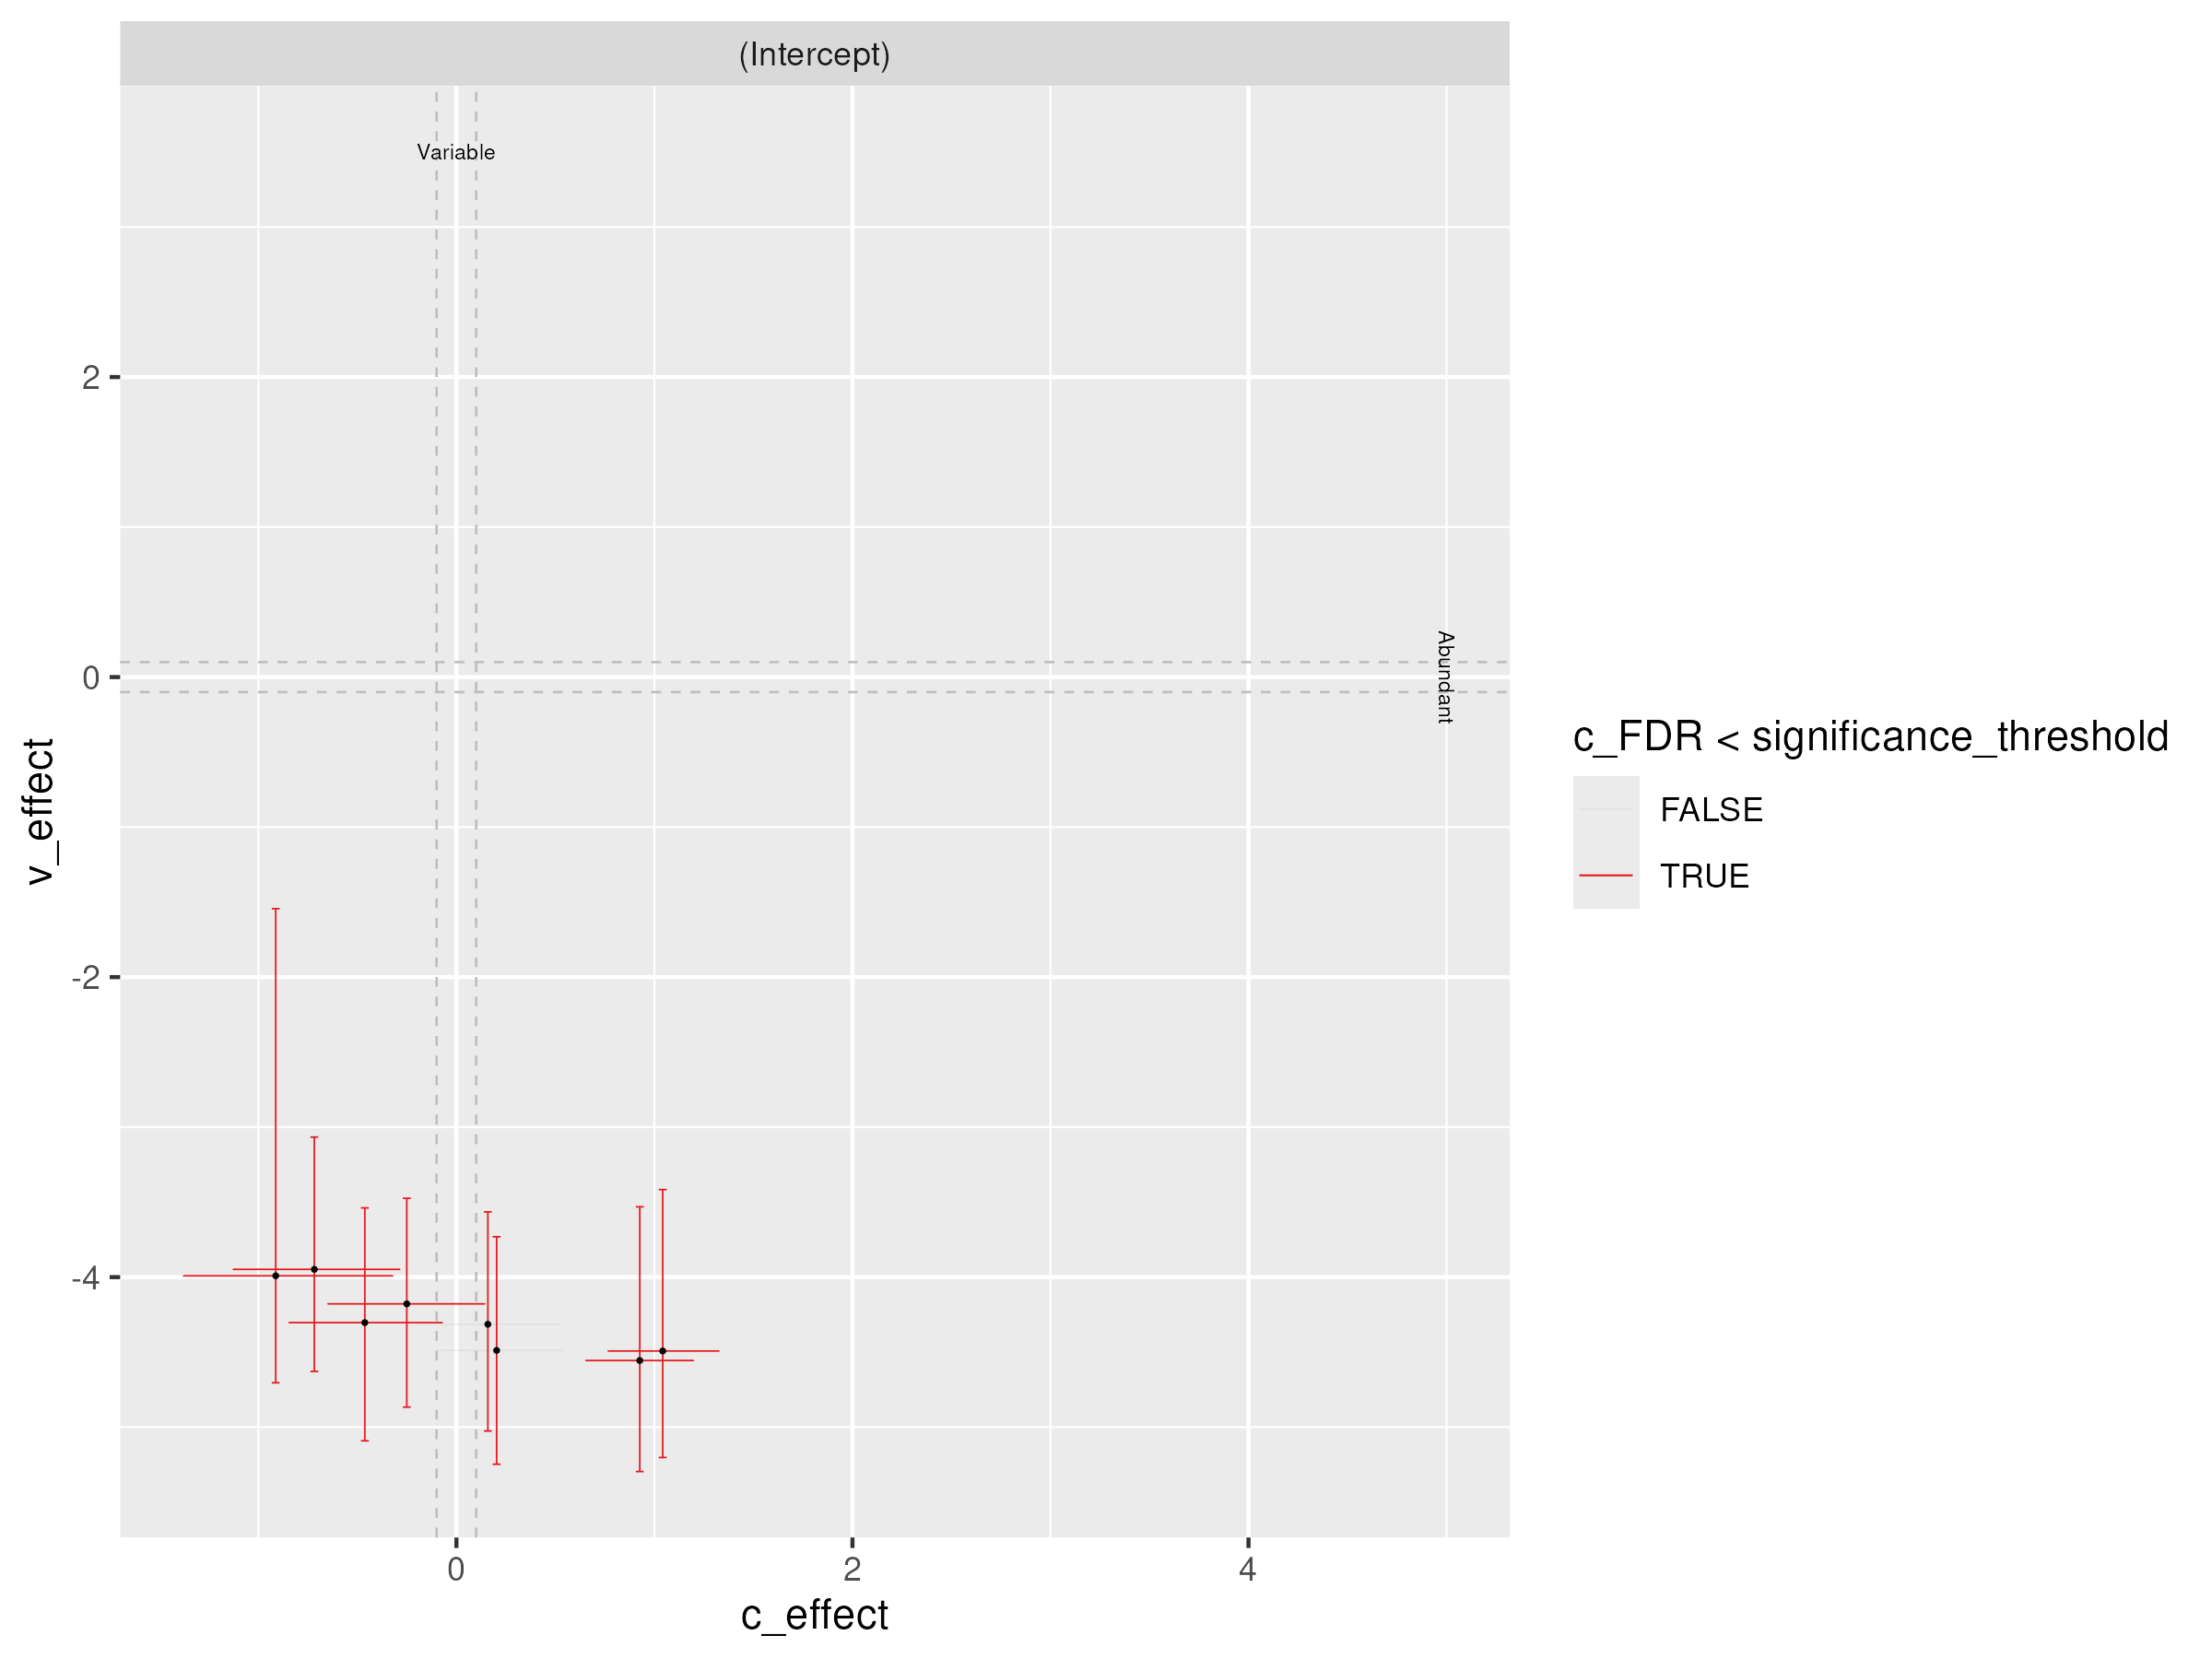 (Intercept)
Variable
2
0
-2
-4
Abundant
v_effect
0
2
4
c_effect
c_FDR < significance_threshold
FALSE
TRUE